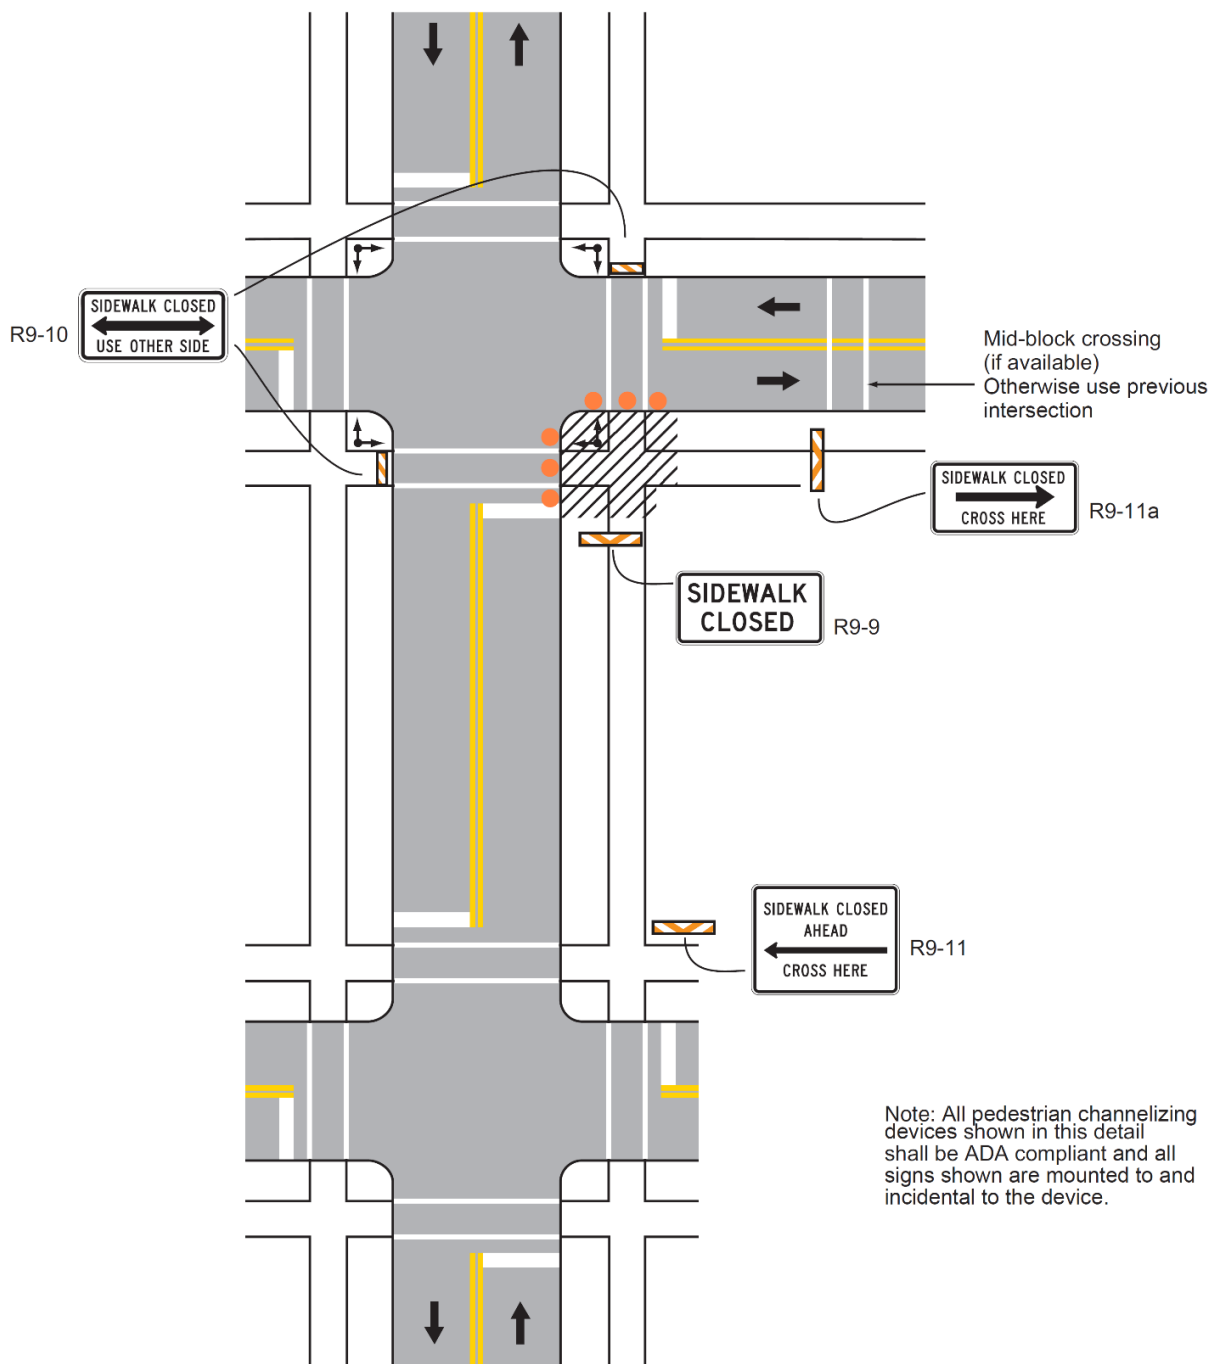 SIDEWALK CLOSED
USE OTHER SIDE
R9-10
Mid-block crossing
(if available)
Otherwise use previous
intersection
SIDEWALK CLOSED
CROSS HERE
R9-11a
SIDEWALK
CLOSED
R9-9
SIDEWALK CLOSED
AHEAD
CROSS HERE
R9-11
Note: All pedestrian channelizing
devices shown in this detail
shall be ADA compliant and all
signs shown are mounted to and
incidental to the device.